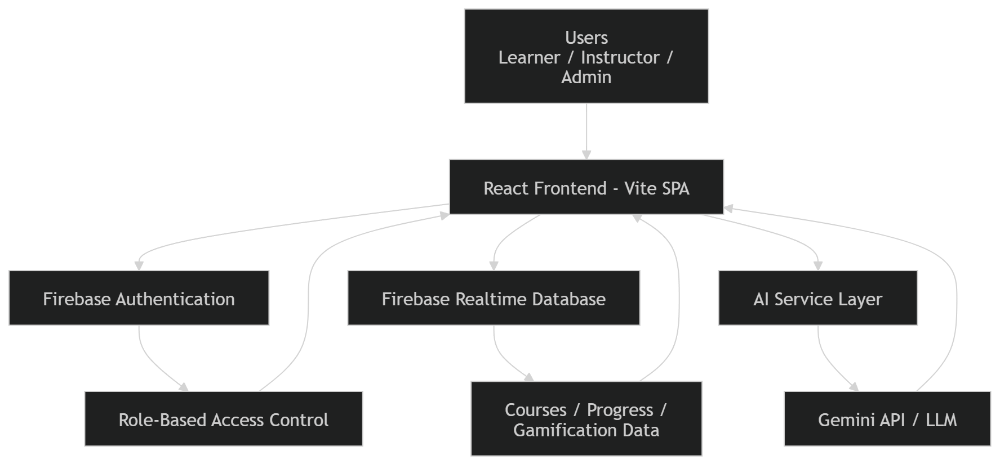 Users
Learner / Instructor /
Admin
React Frontend - Vite SPA
Firebase Authentication
Firebase Realtime Database
AI Service Layer
Role-Based Access Control
Courses / Progress /
Gamification Data
Gemini API / LLM